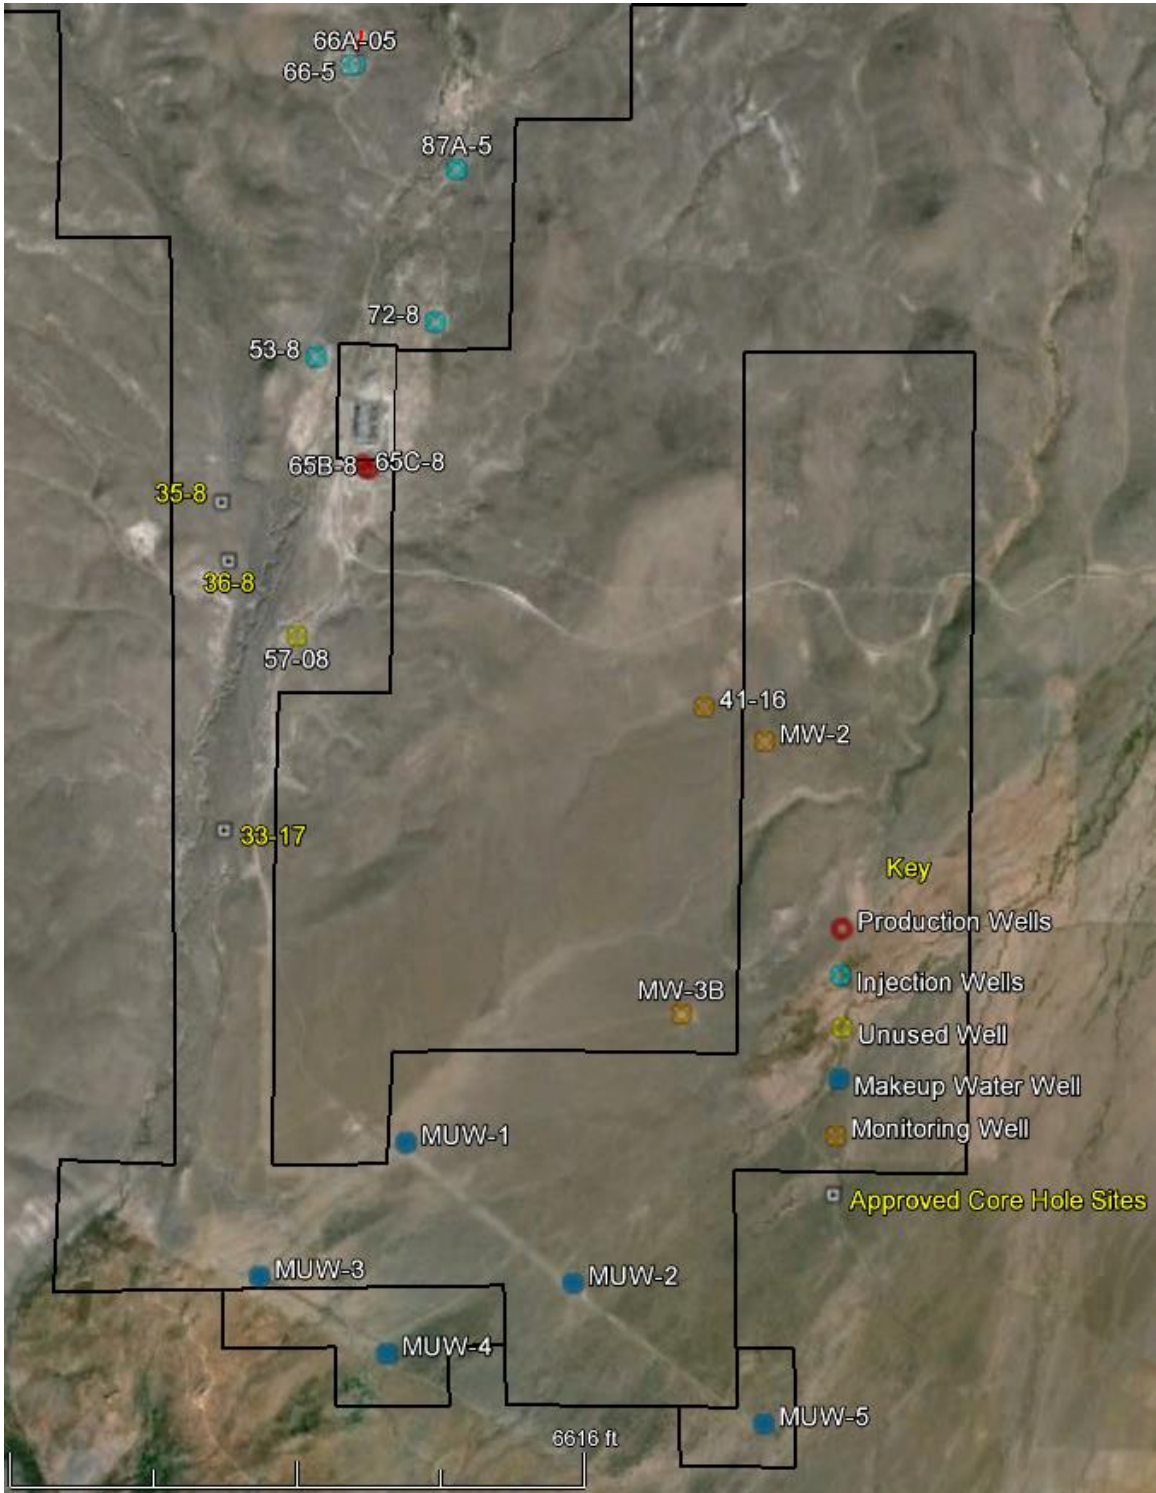 66A-05
66-5
87A-5
72-8
53-8
65B-8 65C-8
35-8
36-8
57-08
41-16
MW-2
33-17
Key
Production Wells
MW-3B
Injection Wells
Unused Well
Makeup Water Well
MUW-1
Monitoring Well
Approved Core Hole Sites
MUW-3
MUW-2
MUW-4
MUW-5
6616 ft